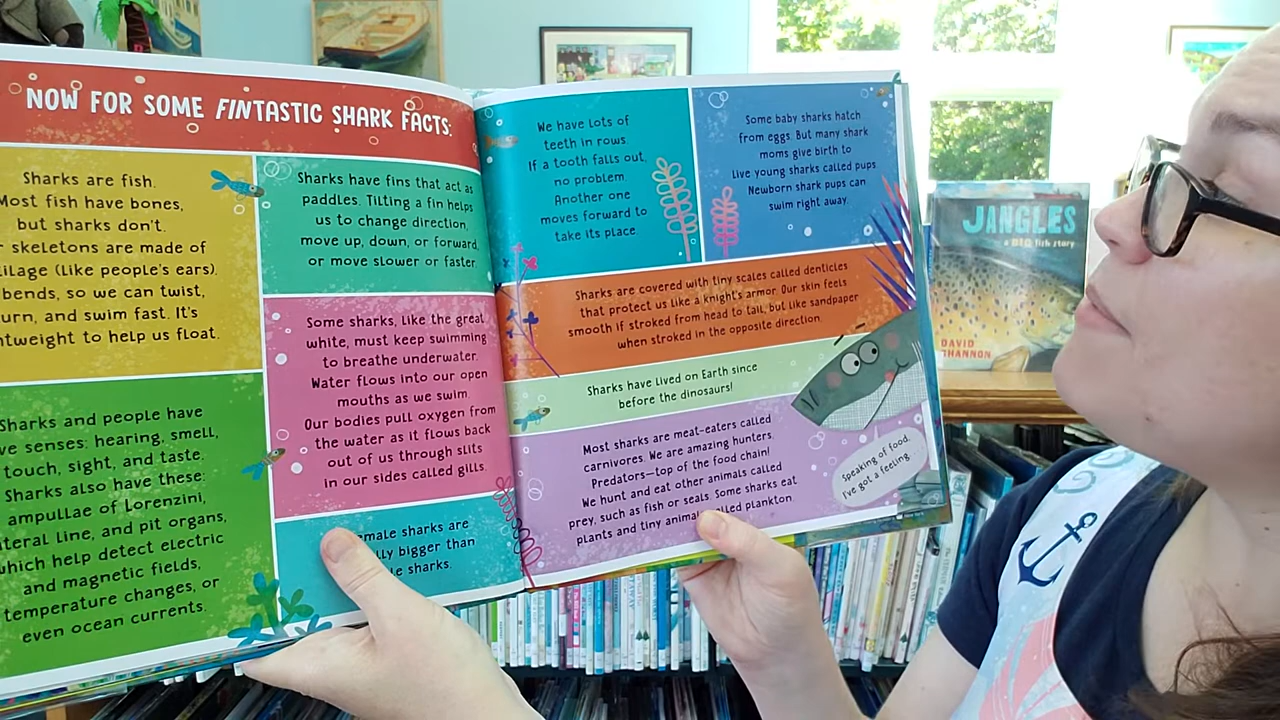 NOW FOR SOME FINTASTIC SHARK FACTS:
Sharks are fish.
Most fish have bones,
but sharks don't.
skeletons are made of
(like people's ears).
bends, so we can twist,
and swim fast. It's
to help us float.
Sharks have fins that act as
paddles. Tilting a fin helps
us to change direction,
move up, down, or forward,
or move slower or faster.
Some sharks, like the great
white, must keep swimming
to breathe underwater.
Water flows into our open
mouths as we swim.
Our bodies pull oxygen from
the water as it flows back
out of us through slits
in our sides called gills.
Sharks and people have
senses: hearing, smell,
touch, sight, and taste.
Sharks also have these:
ampullae of Lorenzini,
line, and pit organs,
which help detect electric
and magnetic fields,
temperature changes, or
even ocean currents.
sharks are
bigger than
sharks.
We have lots of
teeth in rows.
If a tooth falls out,
no problem.
Another one
moves forward to
take its place.
Some baby sharks hatch
from eggs. But many shark
moms give birth to
live young sharks called pups.
Newborn shark pups can
swim right away.
Sharks are covered with tiny scales called denticles
that protect us like a knight's armor. Our skin feels
smooth if stroked from head to tail, but like sandpaper
when stroked in the opposite direction.
Sharks have lived on Earth since
before the dinosaurs!
Most sharks are meat-eaters called
carnivores. We are amazing hunters.
Predators—top of the food chain!
We hunt and eat other animals called
prey, such as fish or seals. Some sharks eat
plants and tiny called plankton.
Speaking of food,
I've got a feeling...
JANGLES
a BIG fish story
DAVID